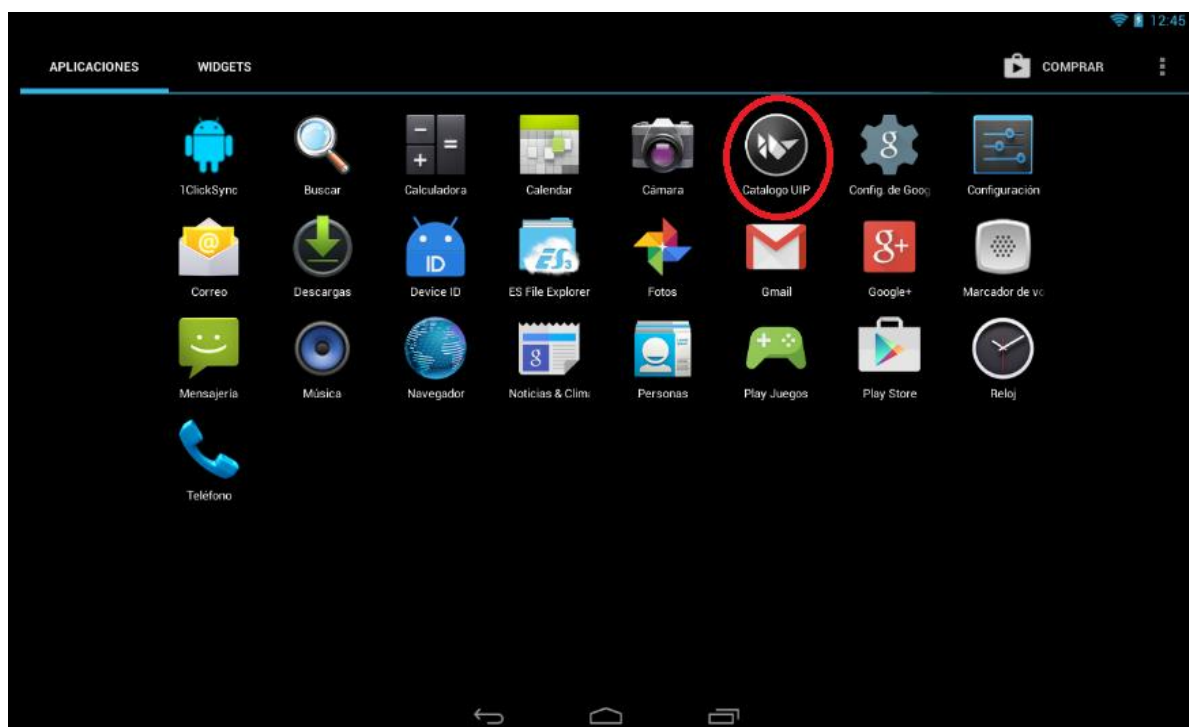 12:45
APLICACIONES WIDGETS COMPRAR
1ClickSync Buscar Calculadora Calendar Cámara Catalogo UIP Config. de Goog Configuración
Correo Descargas Device ID ES File Explorer Fotos Gmail Google+ Marcador de vo
Mensajería Música Navegador Noticias & Clima Personas Play Juegos Play Store Reloj
Teléfono